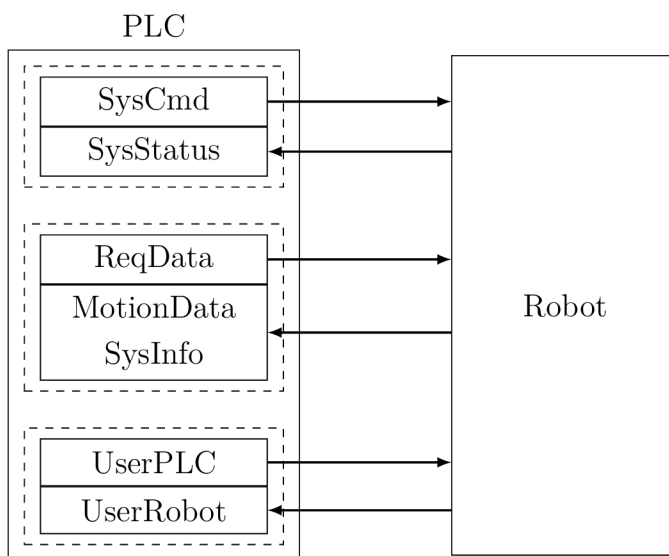 PLC
SysCmd
SysStatus
ReqData
MotionData
SysInfo
Robot
UserPLC
UserRobot